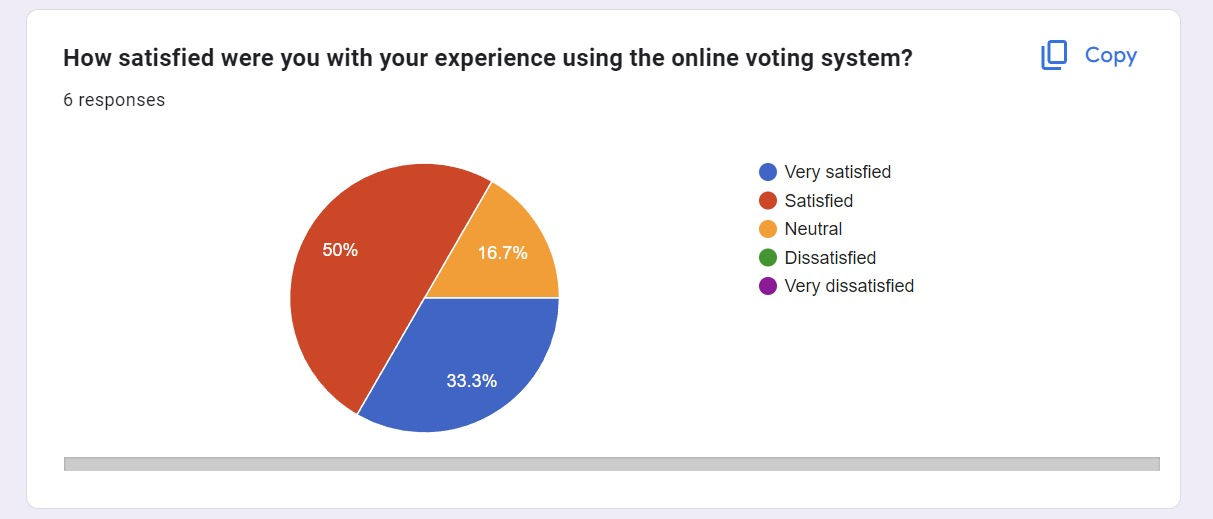 How satisfied were you with your experience using the online voting system?
Copy
6 responses
Very satisfied
Satisfied
Neutral
Dissatisfied
Very dissatisfied
50%
16.7%
33.3%